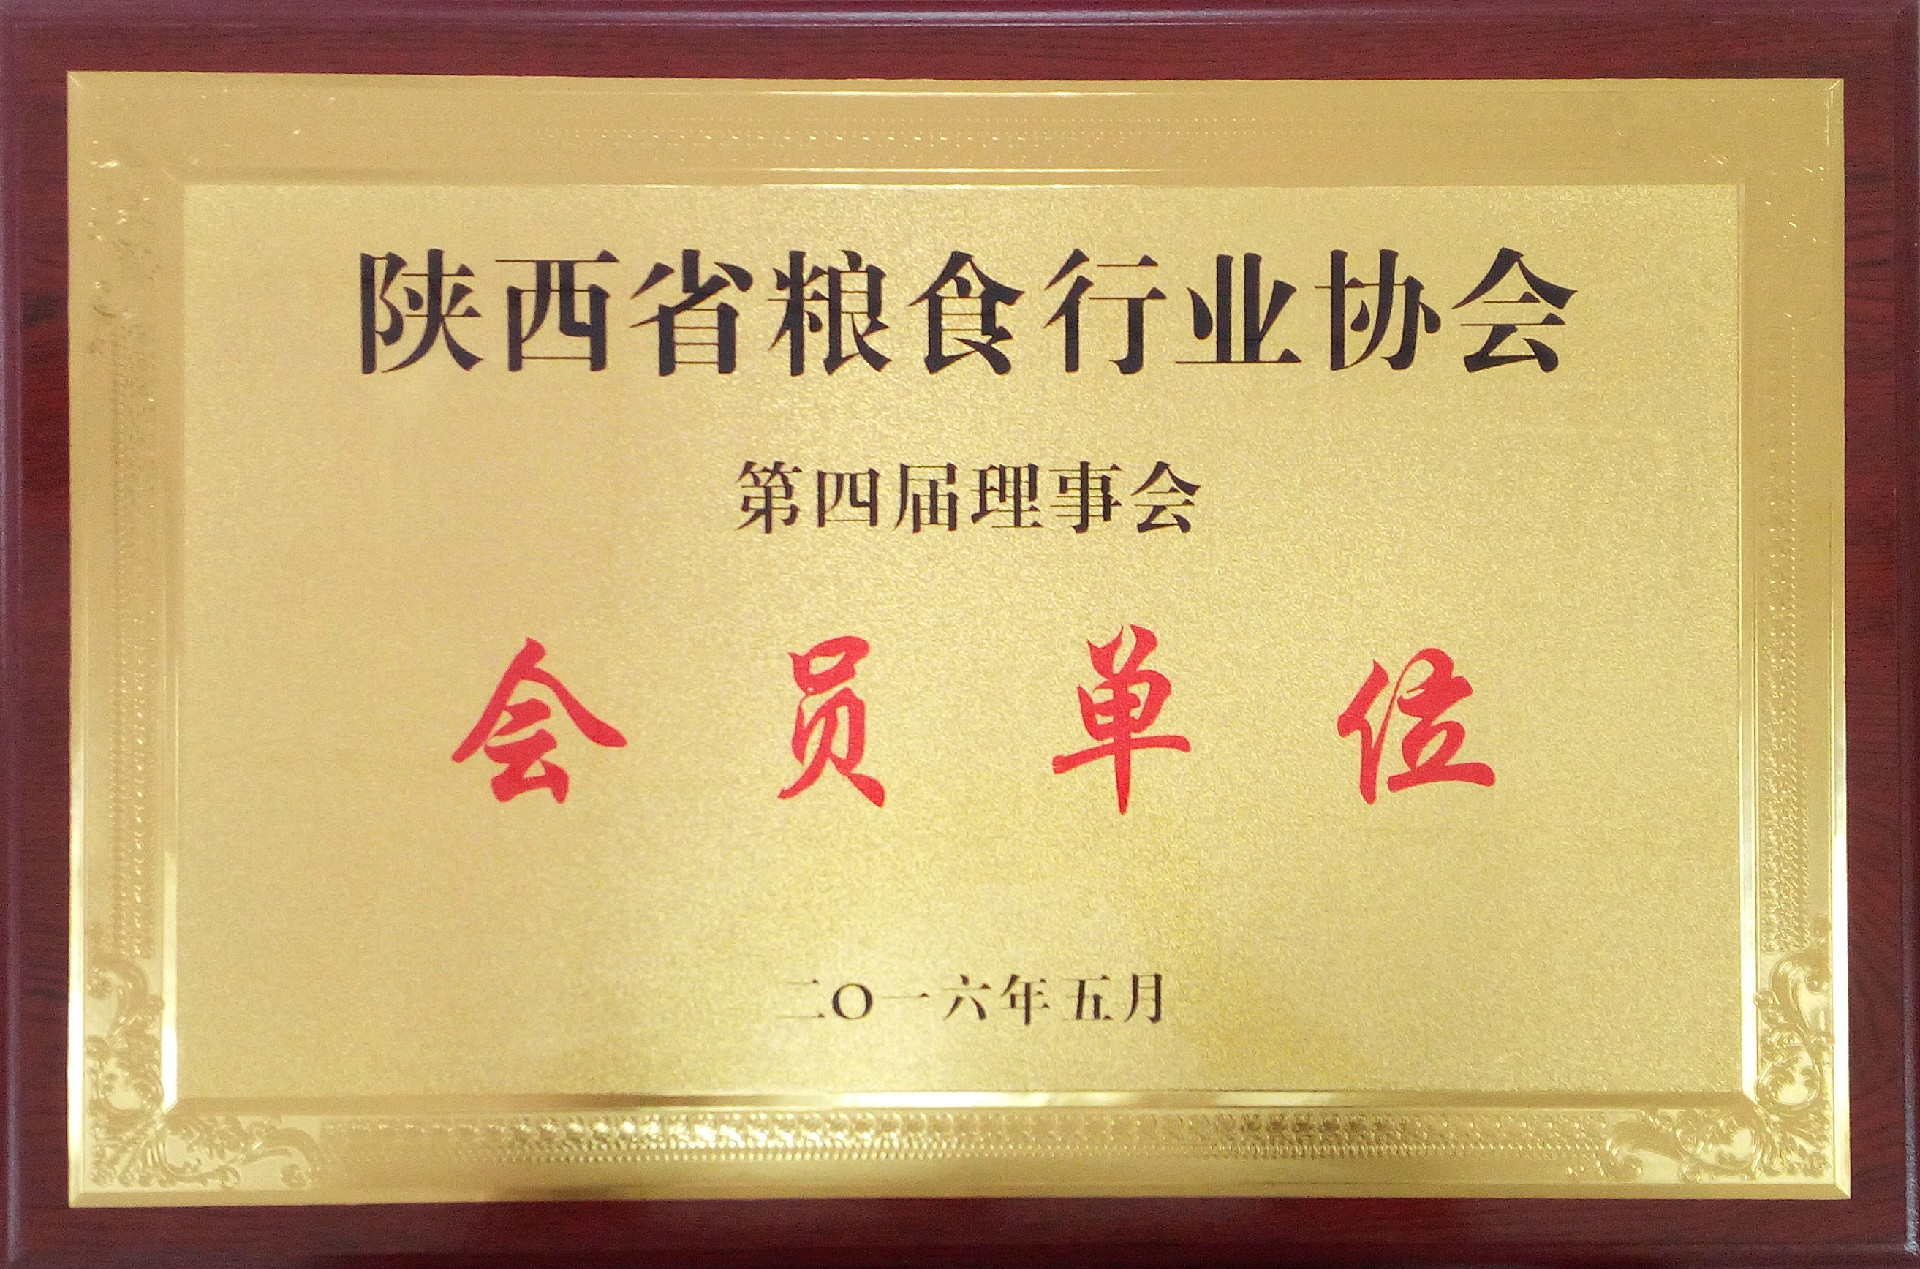 陕西省粮食行业协会
第四届理事会
会员单位
二〇一六年五月